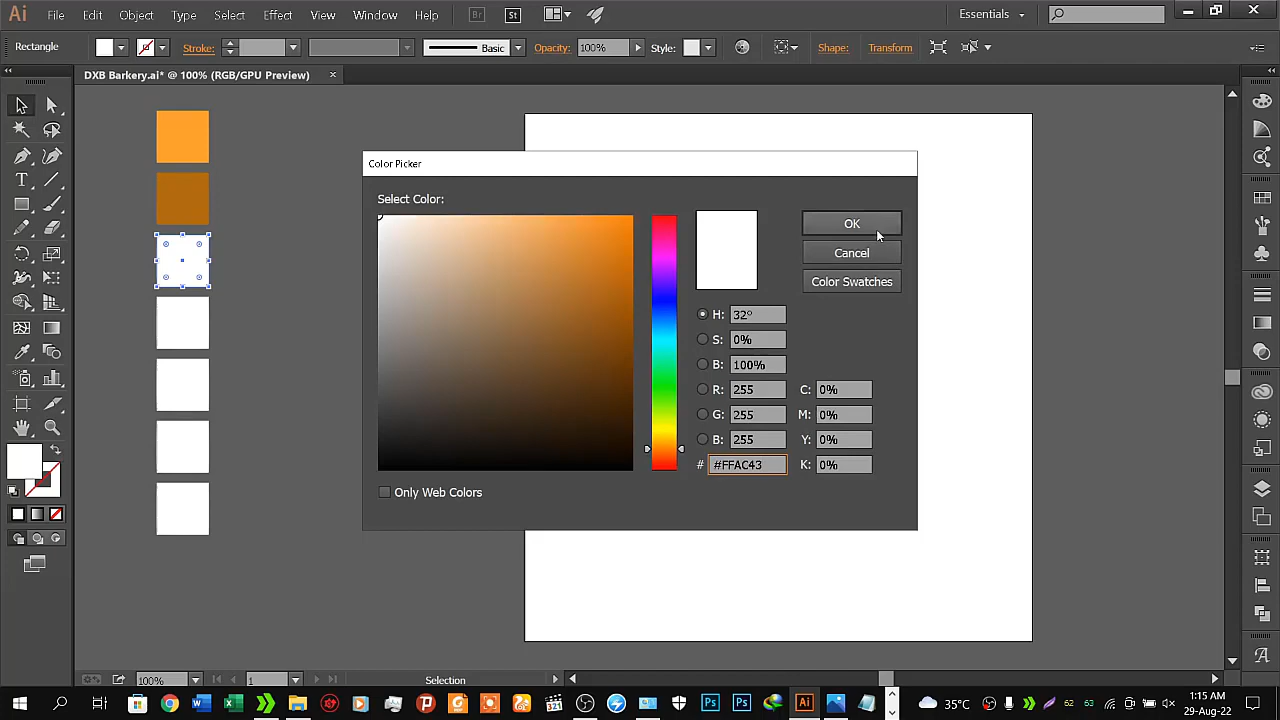 Ai File Edit Object Type Select Effect View Window Help Br St Essentials
Rectangle Stroke: Basic Opacity: 100% Style: Shape: Transform
DXB Barkery.ai* @ 100% (RGB/GPU Preview) ×
Color Picker
Select Color:
OK
Cancel
Color Swatches
H: 32°
S: 0%
B: 100%
R: 255 C: 0%
G: 255 M: 0%
B: 255 Y: 0%
# #FFAC43 K: 0%
Only Web Colors
100% 1 Selection
35°C 1:15 AM
29-Aug-22